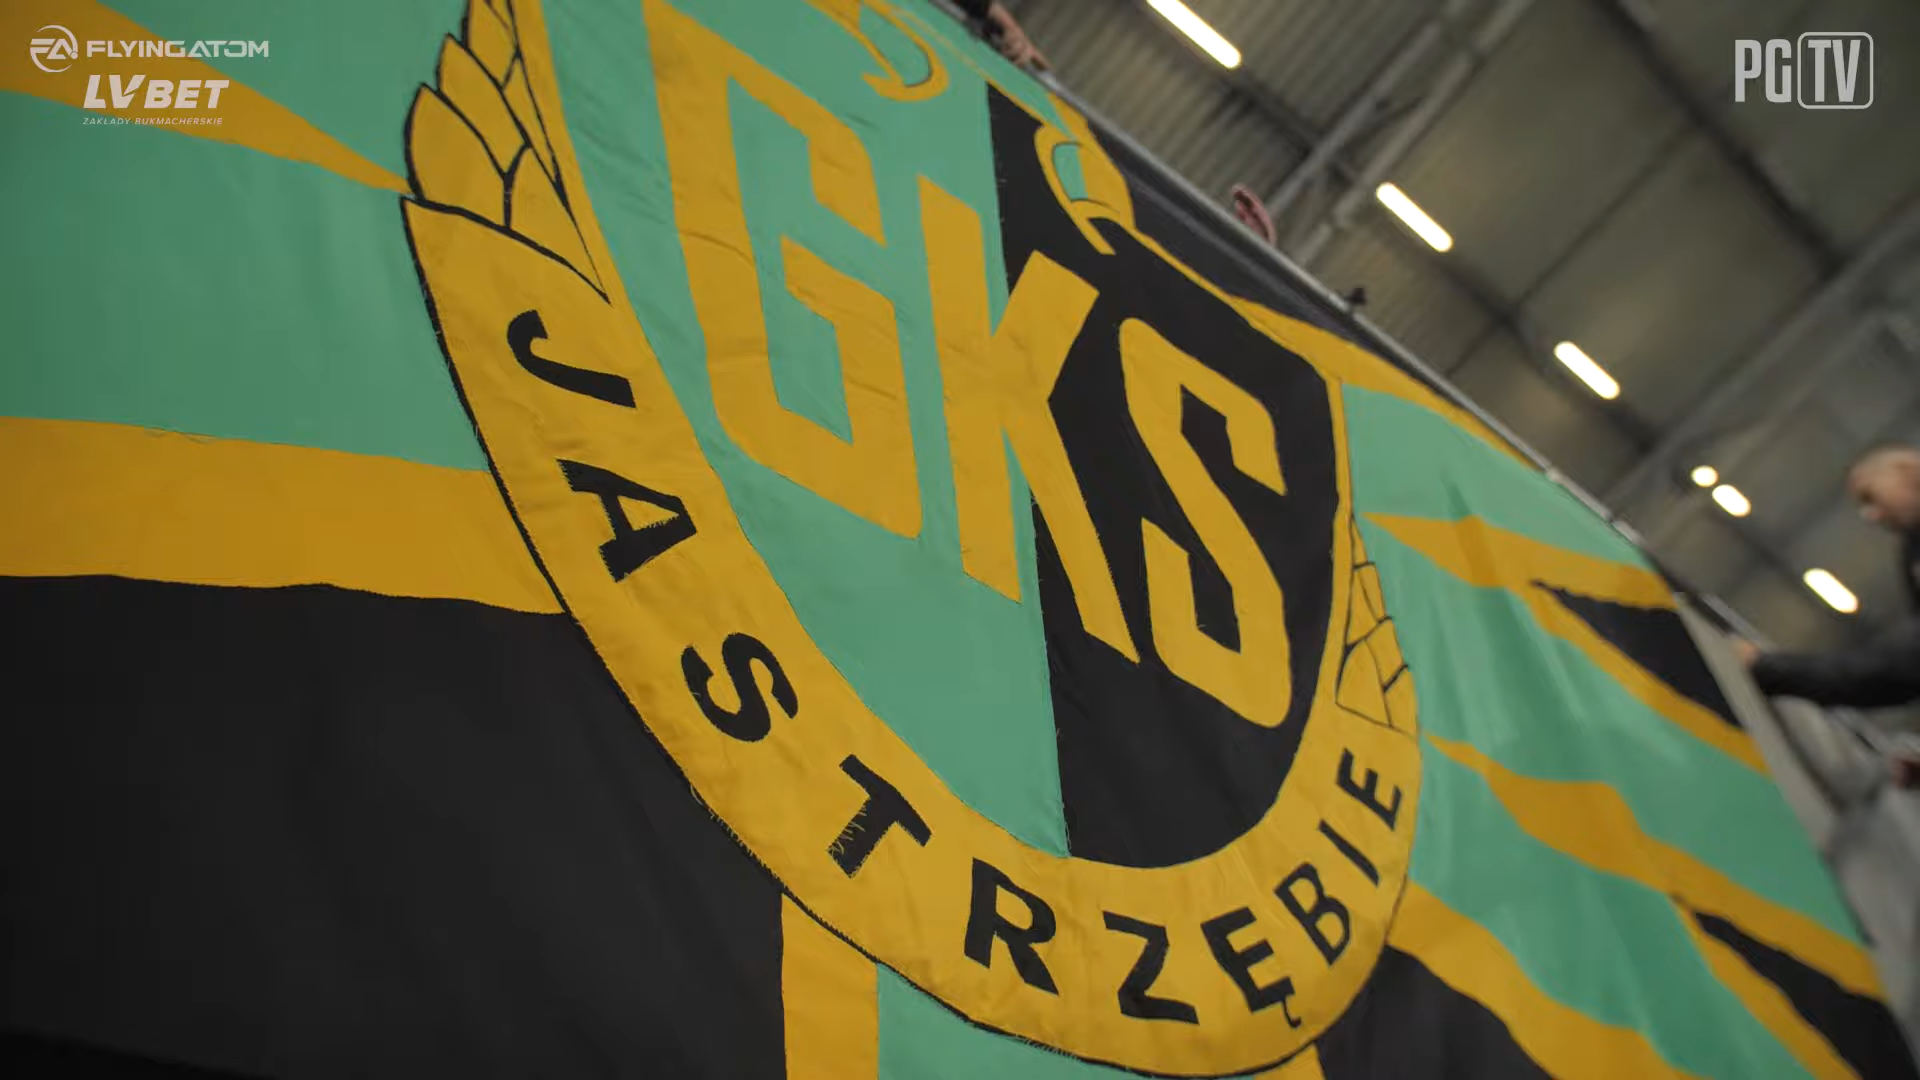 FLYINGATOM
LVBET
ZAKŁADY BUKMACHERSKIE
PGTV
GKS
JASTRZĘBIE